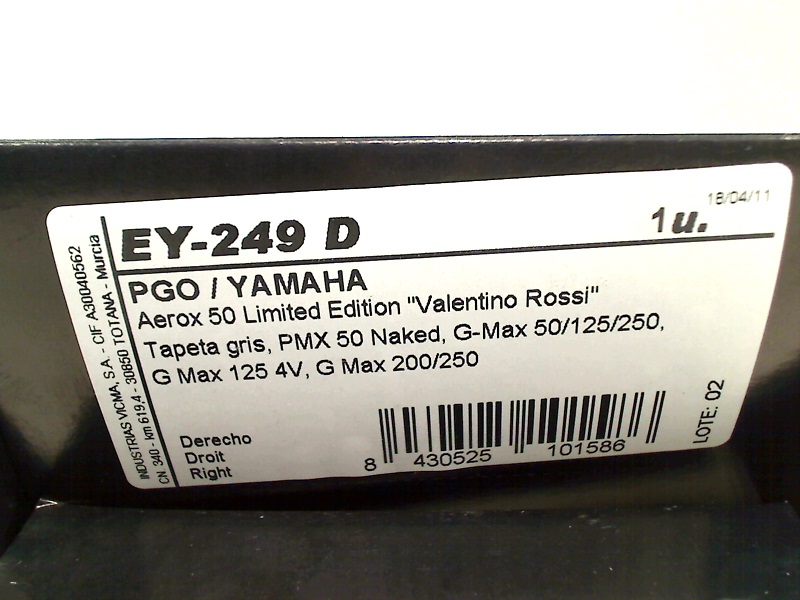 18/04/11
EY-249 D
1u.
PGO / YAMAHA
Aerox 50 Limited Edition "Valentino Rossi"
Tapeta gris, PMX 50 Naked, G-Max 50/125/250,
G Max 125 4V, G Max 200/250
Derecho
Droit
Right
8 430525 101586
LOTE: 02
INDUSTRIAS VICMA, S.A. - CIF A30040562
CN. 340 - km 619,4 - 30850 TOTANA - Murcia